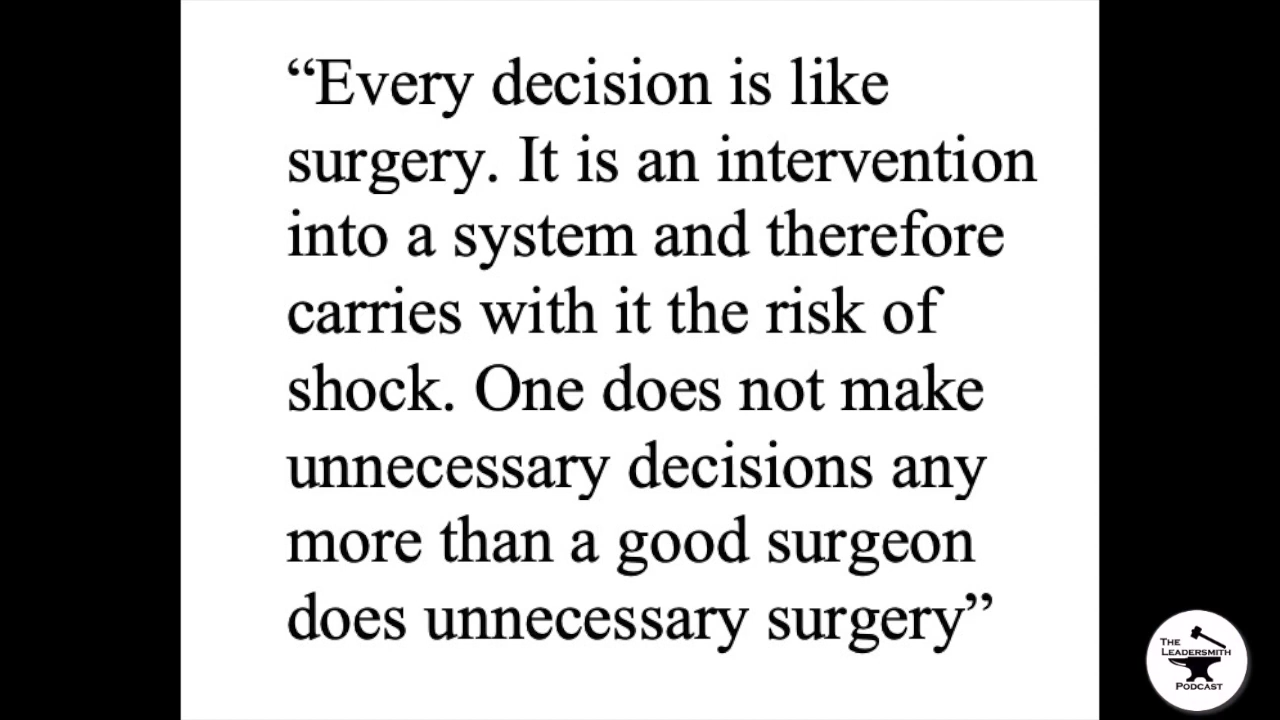 “Every decision is like
surgery. It is an intervention
into a system and therefore
carries with it the risk of
shock. One does not make
unnecessary decisions any
more than a good surgeon
does unnecessary surgery”
THE
LEADERSMITH
PODCAST